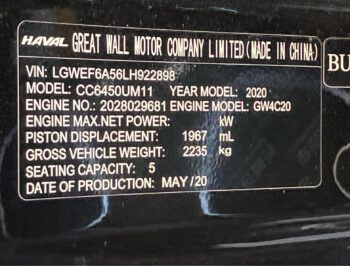 HAVAL GREAT WALL MOTOR COMPANY LIMITED (MADE IN CHINA)
VIN: LGWEF6A56LH922898
MODEL: CC6450UM11 YEAR MODEL: 2020
ENGINE NO.: 2028029681 ENGINE MODEL: GW4C20
ENGINE MAX.NET POWER: kW
PISTON DISPLACEMENT: 1967 mL
GROSS VEHICLE WEIGHT: 2235 kg
SEATING CAPACITY: 5
DATE OF PRODUCTION: MAY/20
BU